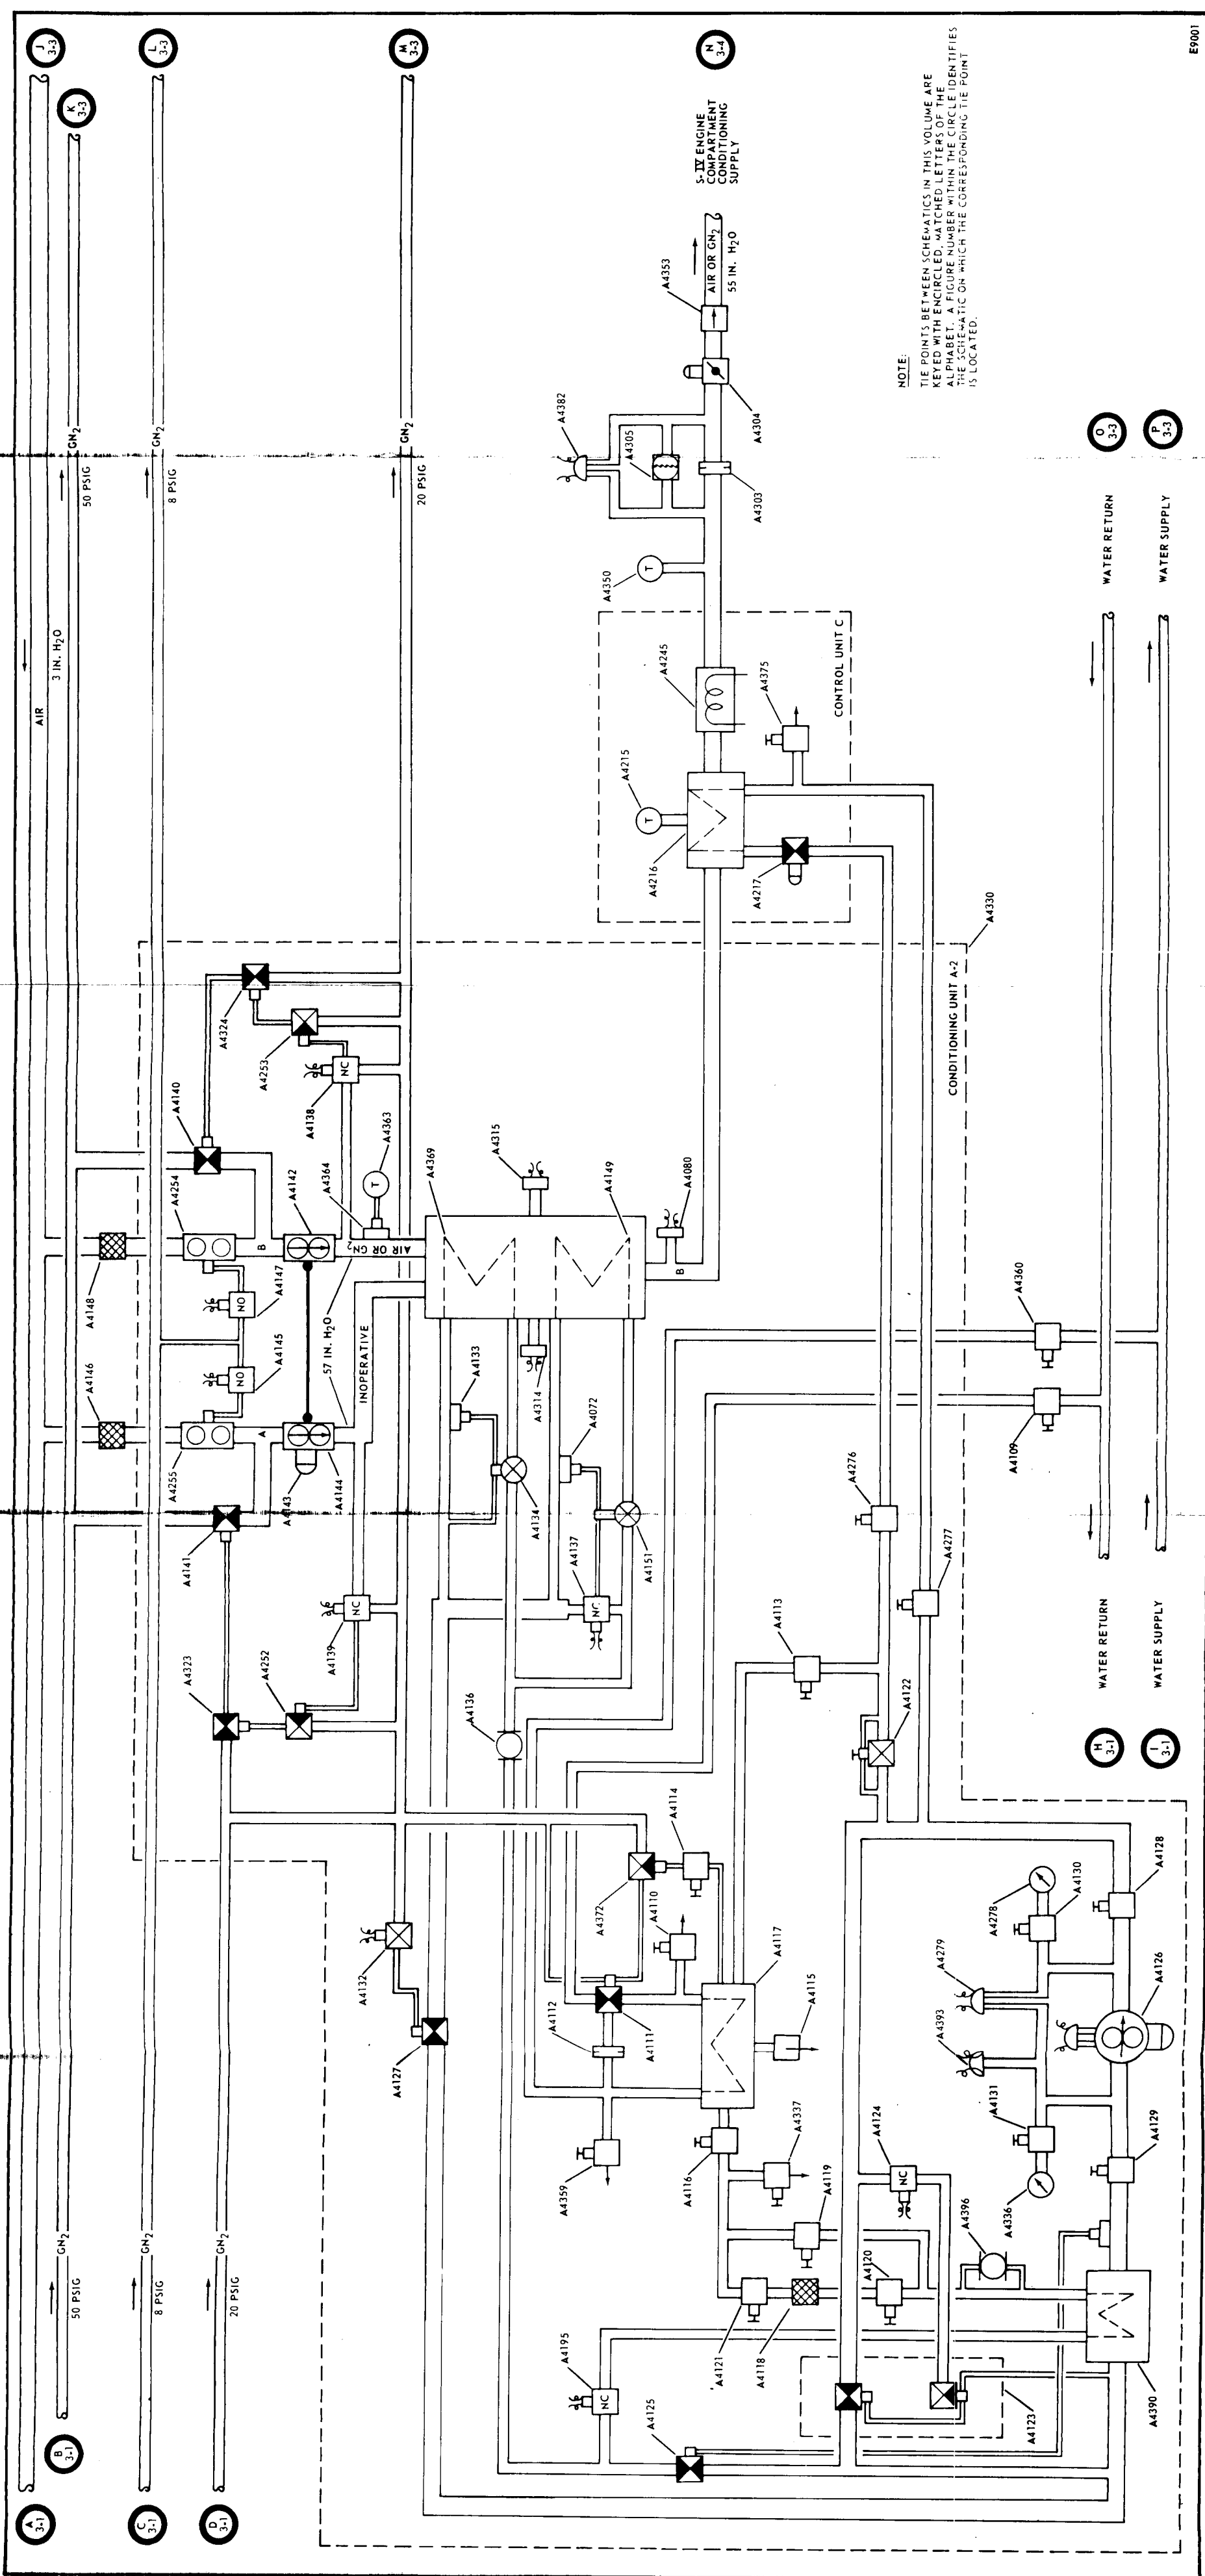 A
3-1
B
3-1
C
3-1
D
3-1
GN2
50 PSIG
GN2
8 PSIG
GN2
20 PSIG
AIR
3 IN. H2O
GN2
50 PSIG
GN2
8 PSIG
GN2
20 PSIG
J
3-3
K
3-3
L
3-3
M
3-3
N
3-4
S-IV ENGINE
COMPARTMENT
CONDITIONING
SUPPLY
AIR OR GN2
55 IN. H2O
A4353
A4304
A4382
A4305
A4303
A4350
CONTROL UNIT C
A4245
A4375
A4215
A4216
A4217
A4330
CONDITIONING UNIT A-2
A4324
A4253
A4140
NC
A4138
A4254
A4142
A4364
A4363
A4148
B
A4147
NO
A4146
A4145
NO
A4255
A
A4143
A4144
A4141
57 IN. H2O
AIR OR GN2
INOPERATIVE
A4369
A4315
A4149
A4080
B
A4133
A4314
A4072
A4134
A4137
NC
A4151
A4139
NC
A4323
A4252
A4136
A4132
A4127
A4360
A4109
A4276
A4277
A4113
A4122
A4114
A4372
A4110
A4117
A4112
A4111
A4115
A4359
A4116
A4337
A4119
A4124
NC
A4120
A4121
A4118
A4195
NC
A4125
A4123
A4390
A4396
A4336
A4131
A4393
A4279
A4278
A4130
A4128
A4126
A4129
H
3-1
WATER RETURN
I
3-1
WATER SUPPLY
WATER RETURN
O
3-3
WATER SUPPLY
P
3-3
NOTE:
TIE POINTS BETWEEN SCHEMATICS IN THIS VOLUME ARE
KEYED WITH ENCIRCLED, MATCHED LETTERS OF THE
ALPHABET. A FIGURE NUMBER WITHIN THE CIRCLE IDENTIFIES
THE SCHEMATIC ON WHICH THE CORRESPONDING TIE POINT
IS LOCATED.
E9001